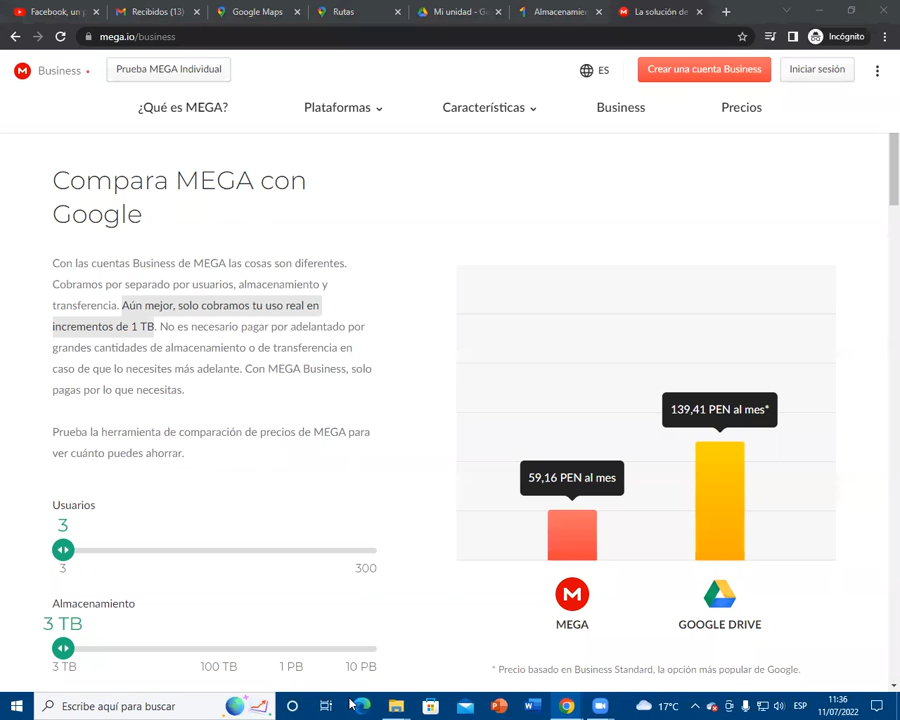 Facebook, un p
Recibidos (13)
Google Maps
Rutas
Mi unidad - Go
Almacenamien
La solución de
mega.io/business
Incógnito
Business
Prueba MEGA Individual
ES
Crear una cuenta Business
Iniciar sesión
¿Qué es MEGA?
Plataformas
Características
Business
Precios
Compara MEGA con
Google
Con las cuentas Business de MEGA las cosas son diferentes.
Cobramos por separado por usuarios, almacenamiento y
transferencia. Aún mejor, solo cobramos tu uso real en
incrementos de 1 TB. No es necesario pagar por adelantado por
grandes cantidades de almacenamiento o de transferencia en
caso de que lo necesites más adelante. Con MEGA Business, solo
pagas por lo que necesitas.
Prueba la herramienta de comparación de precios de MEGA para
ver cuánto puedes ahorrar.
Usuarios
3
3 300
Almacenamiento
3 TB
3 TB 100 TB 1 PB 10 PB
139,41 PEN al mes*
59,16 PEN al mes
MEGA
GOOGLE DRIVE
* Precio basado en Business Standard, la opción más popular de Google.
Escribe aquí para buscar
17°C
ESP
11:36
11/07/2022